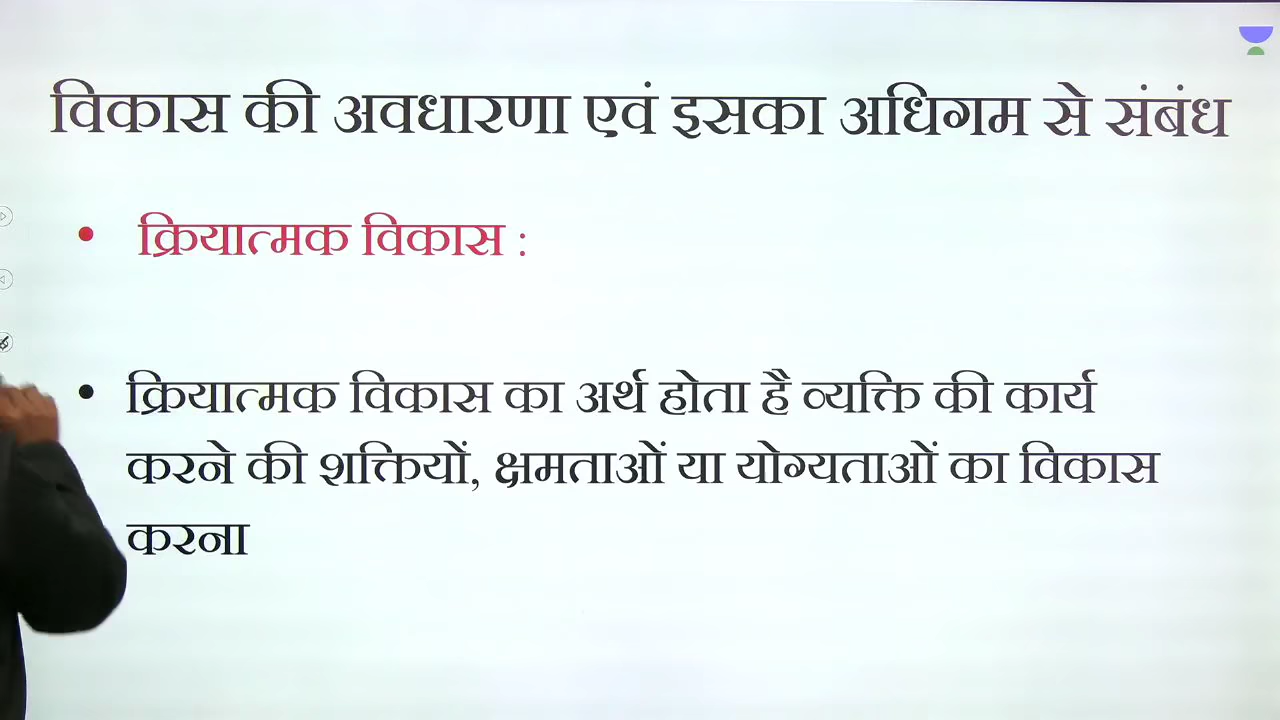 विकास की अवधारणा एवं इसका अधिगम से संबंध
• क्रियात्मक विकास :
• क्रियात्मक विकास का अर्थ होता है व्यक्ति की कार्य
करने की शक्तियों, क्षमताओं या योग्यताओं का विकास
करना